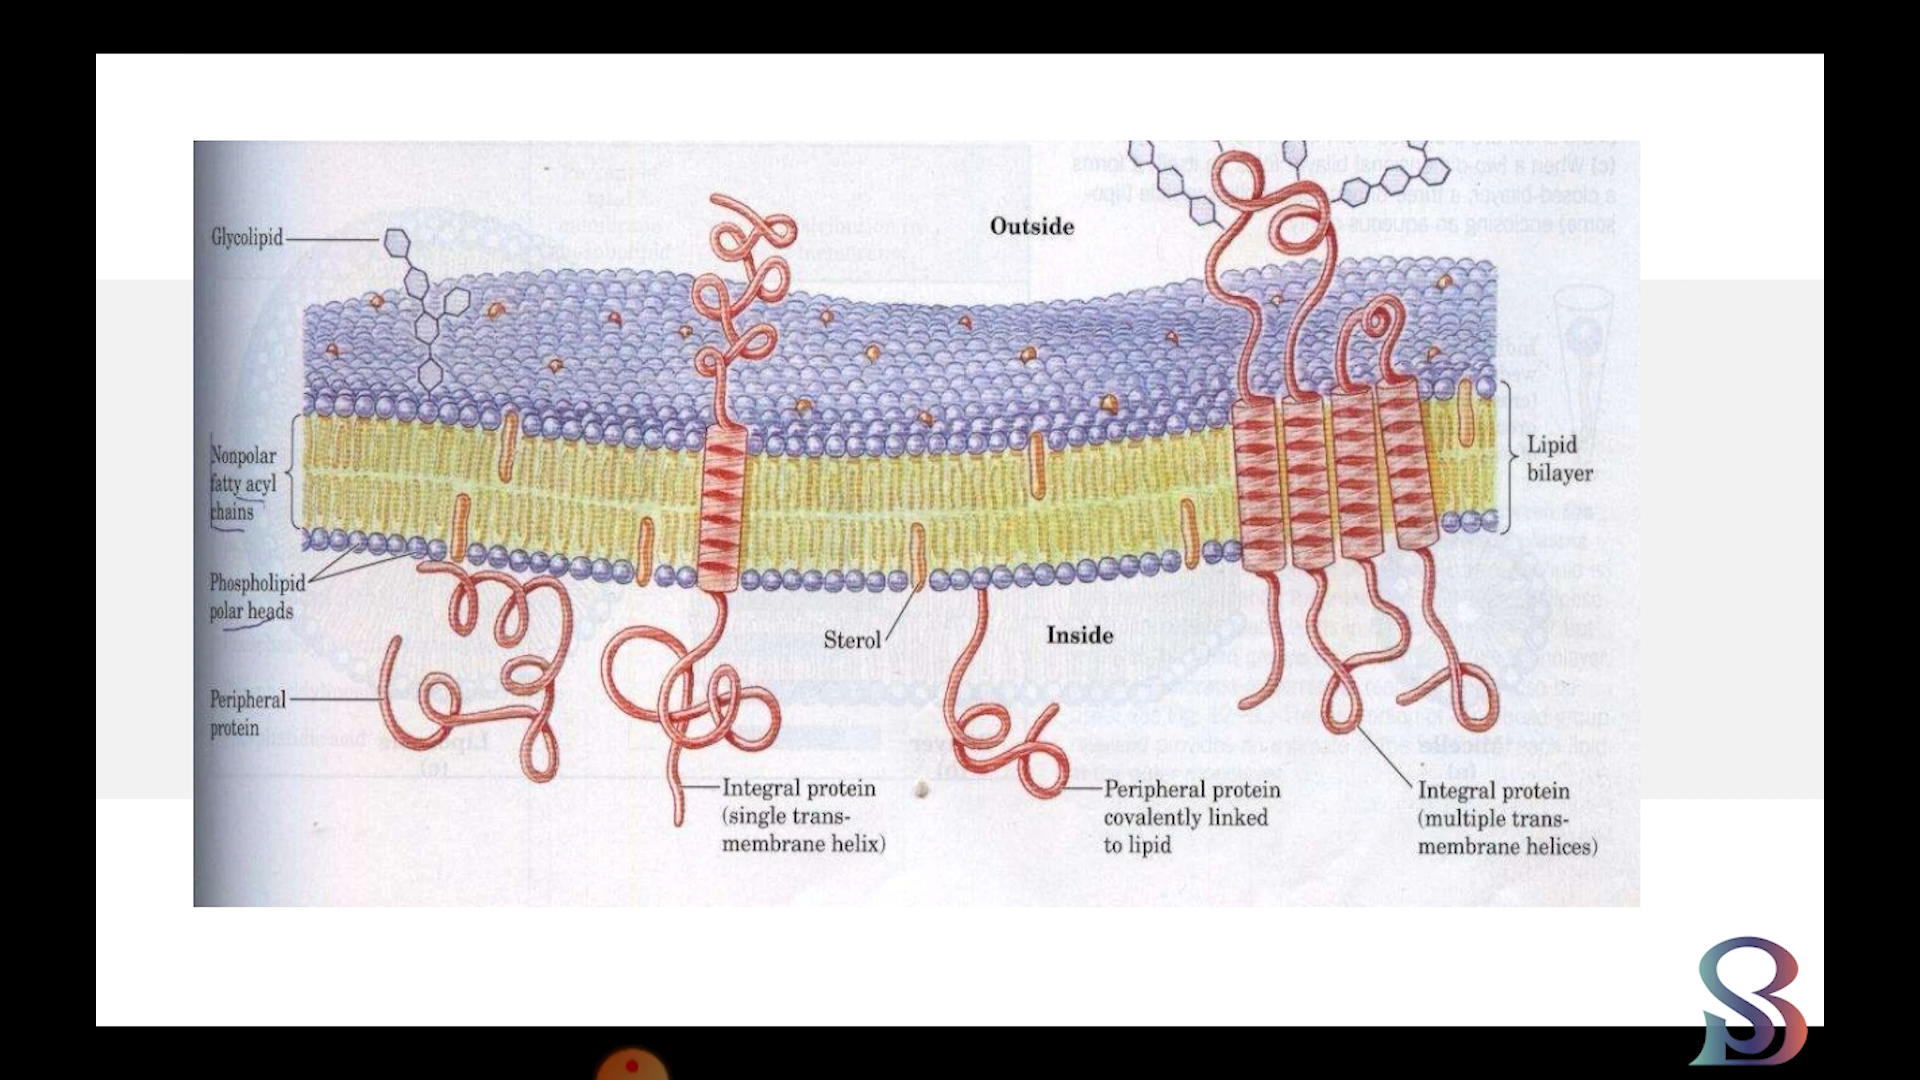 Outside
Glycolipid
Nonpolar
fatty acyl
chains
Lipid
bilayer
Phospholipid
polar heads
Sterol
Inside
Peripheral
protein
Integral protein
(single trans-
membrane helix)
Peripheral protein
covalently linked
to lipid
Integral protein
(multiple trans-
membrane helices)